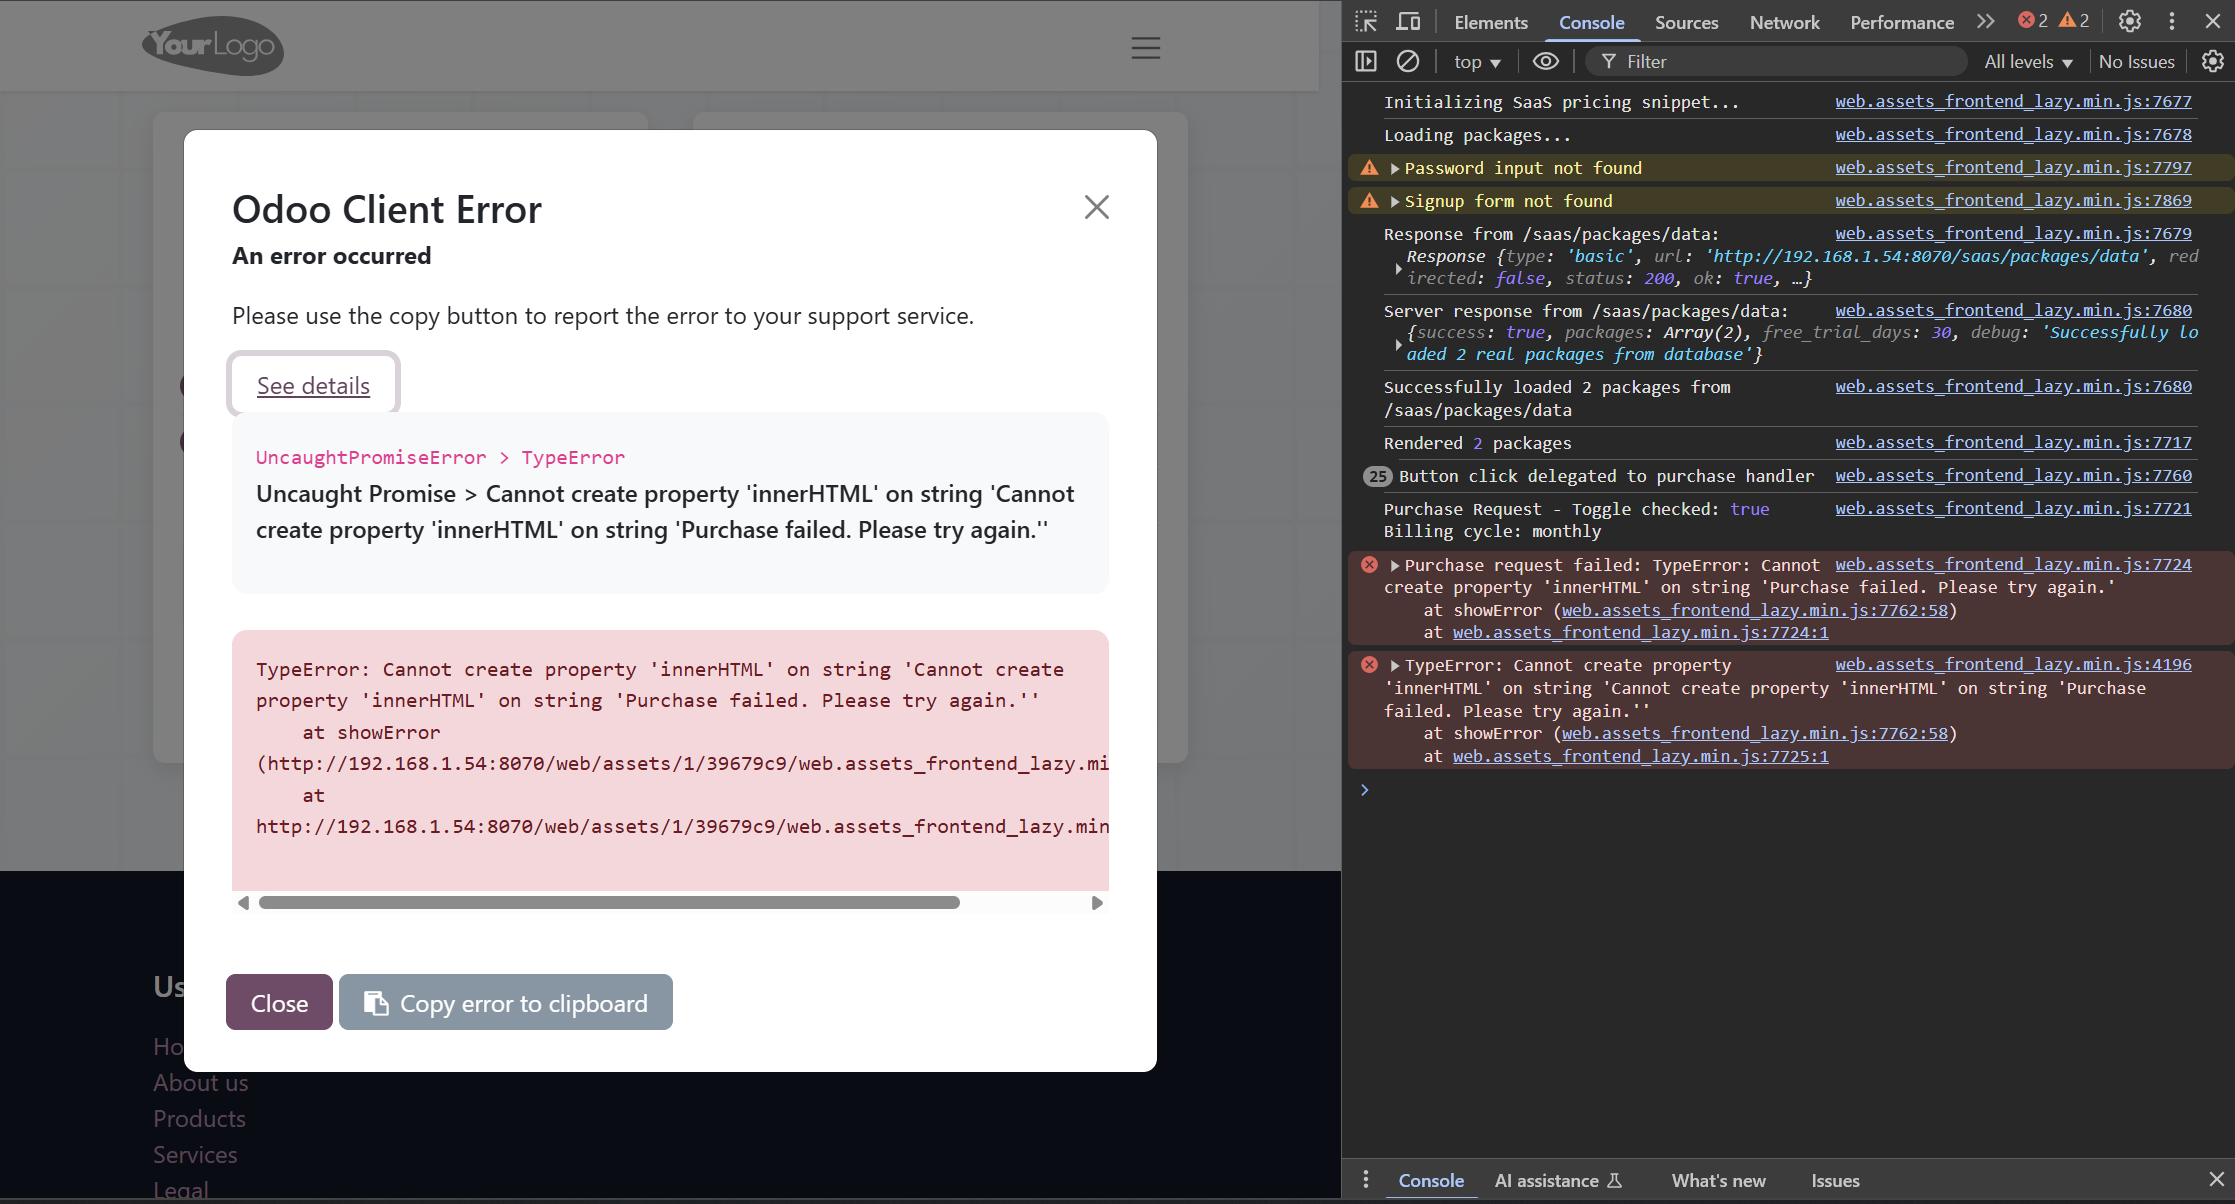 YourLogo
Odoo Client Error
An error occurred
Please use the copy button to report the error to your support service.
See details
UncaughtPromiseError > TypeError
Uncaught Promise > Cannot create property 'innerHTML' on string 'Cannot
create property 'innerHTML' on string 'Purchase failed. Please try again.''
TypeError: Cannot create property 'innerHTML' on string 'Cannot create
property 'innerHTML' on string 'Purchase failed. Please try again.''
at showError
(http://192.168.1.54:8070/web/assets/1/39679c9/web.assets_frontend_lazy.mi
at
http://192.168.1.54:8070/web/assets/1/39679c9/web.assets_frontend_lazy.min
Close
Copy error to clipboard
Us
Ho
About us
Products
Services
Legal
Elements Console Sources Network Performance 2 2
top Filter All levels No Issues
Initializing SaaS pricing snippet... web.assets_frontend_lazy.min.js:7677
Loading packages... web.assets_frontend_lazy.min.js:7678
Password input not found web.assets_frontend_lazy.min.js:7797
Signup form not found web.assets_frontend_lazy.min.js:7869
Response from /saas/packages/data: web.assets_frontend_lazy.min.js:7679
Response {type: 'basic', url: 'http://192.168.1.54:8070/saas/packages/data', red
irected: false, status: 200, ok: true, …}
Server response from /saas/packages/data: web.assets_frontend_lazy.min.js:7680
{success: true, packages: Array(2), free_trial_days: 30, debug: 'Successfully lo
aded 2 real packages from database'}
Successfully loaded 2 packages from web.assets_frontend_lazy.min.js:7680
/saas/packages/data
Rendered 2 packages web.assets_frontend_lazy.min.js:7717
25 Button click delegated to purchase handler web.assets_frontend_lazy.min.js:7760
Purchase Request - Toggle checked: true web.assets_frontend_lazy.min.js:7721
Billing cycle: monthly
Purchase request failed: TypeError: Cannot web.assets_frontend_lazy.min.js:7724
create property 'innerHTML' on string 'Purchase failed. Please try again.'
at showError (web.assets_frontend_lazy.min.js:7762:58)
at web.assets_frontend_lazy.min.js:7724:1
TypeError: Cannot create property web.assets_frontend_lazy.min.js:4196
'innerHTML' on string 'Cannot create property 'innerHTML' on string 'Purchase
failed. Please try again.''
at showError (web.assets_frontend_lazy.min.js:7762:58)
at web.assets_frontend_lazy.min.js:7725:1
Console AI assistance What's new Issues